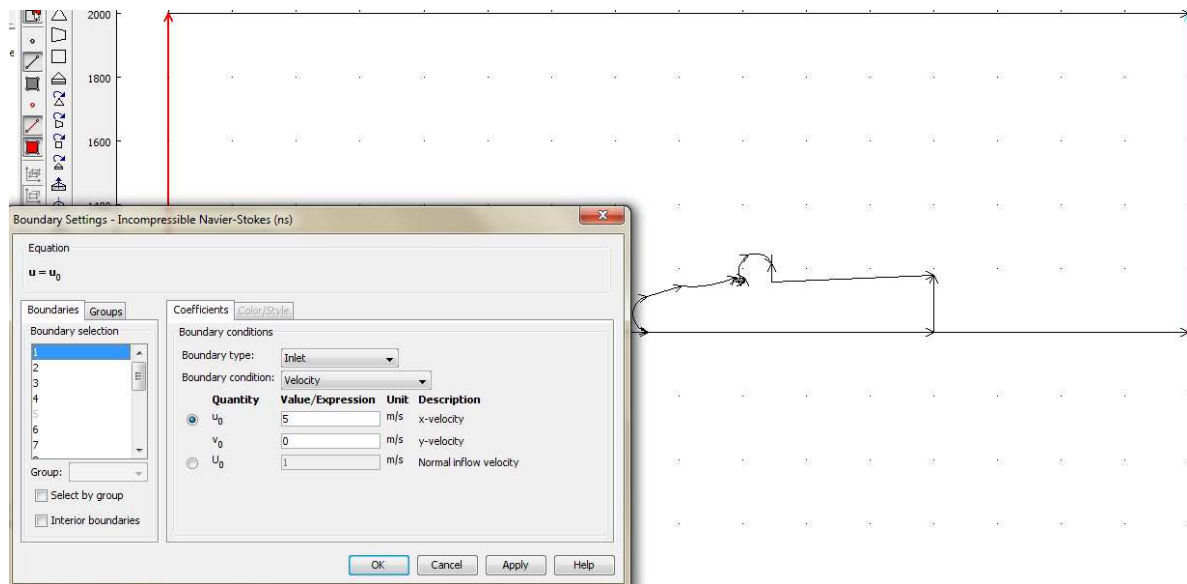 2000
1800
1600
1400
e
Boundary Settings - Incompressible Navier-Stokes (ns)
Equation
u = u0
Boundaries Groups
Boundary selection
1
2
3
4
5
6
7
Group:
Select by group
Interior boundaries
Coefficients Color/Style
Boundary conditions
Boundary type: Inlet
Boundary condition: Velocity
Quantity Value/Expression Unit Description
u0 5 m/s x-velocity
v0 0 m/s y-velocity
U0 1 m/s Normal inflow velocity
OK Cancel Apply Help